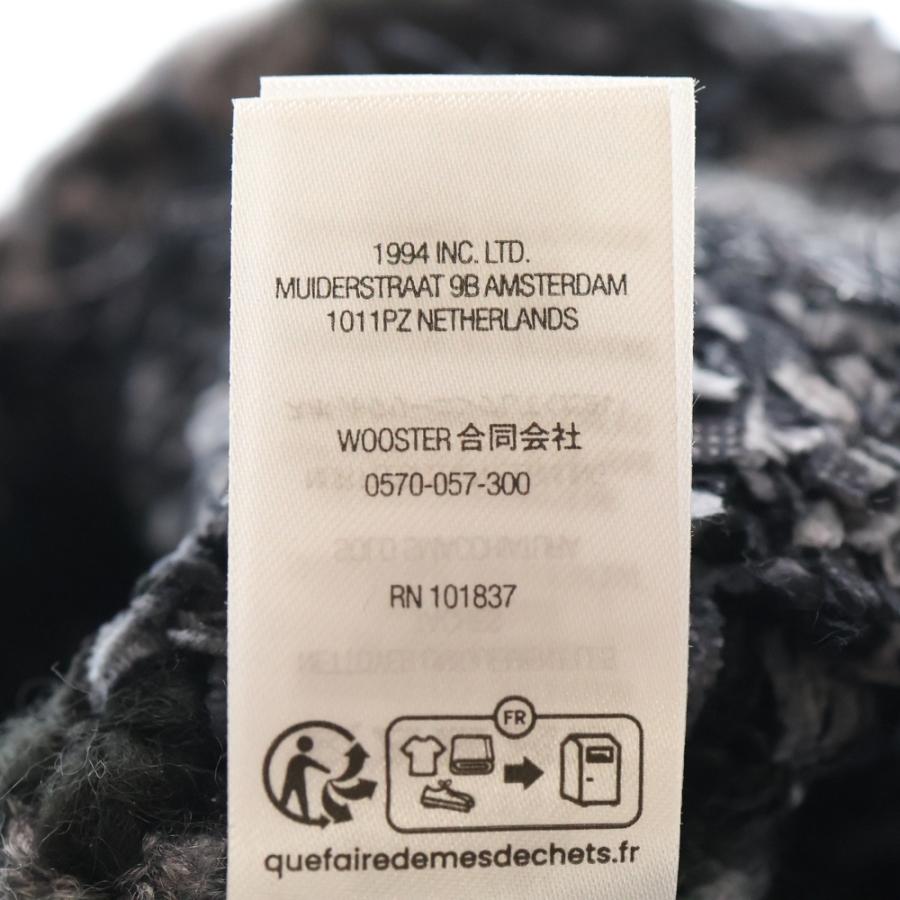 1994 INC. LTD.
MUIDERSTRAAT 9B AMSTERDAM
1011PZ NETHERLANDS
WOOSTER 合同会社
0570-057-300
RN 101837
FR
quefairedemesdechets.fr